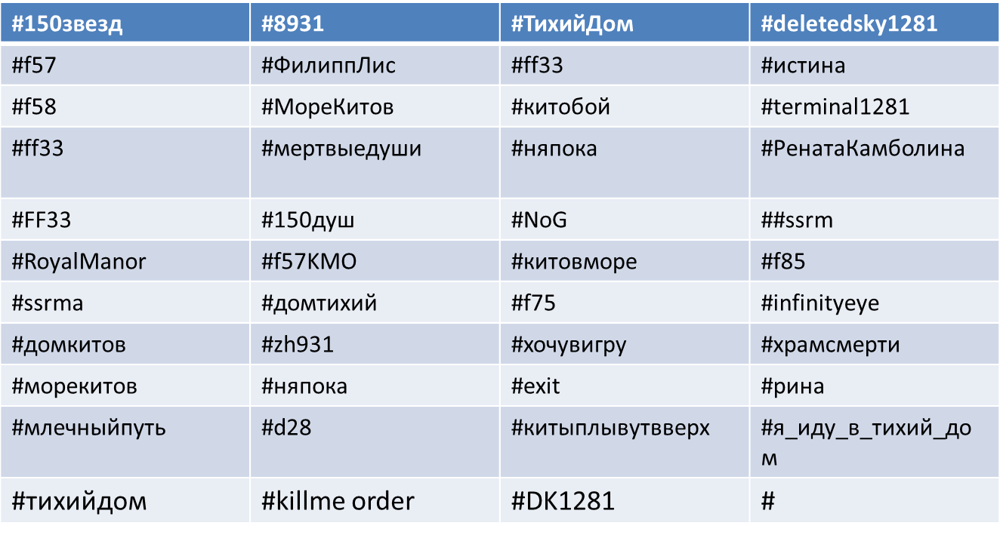 #150звезд #8931 #ТихийДом #deletedsky1281
#f57 #ФилиппЛис #ff33 #истина
#f58 #МореКитов #китобой #terminal1281
#ff33 #мертвыедуши #няпока #РенатаКамболина
#FF33 #150душ #NoG ##ssrm
#RoyalManor #f57KMO #китовморе #f85
#ssrma #домтихий #f75 #infinityeye
#домкитов #zh931 #хочувигру #храмсмерти
#морекитов #няпока #exit #рина
#млечныйпуть #d28 #китыплывутвверх #я_иду_в_тихий_до
м
#тихийдом #killme order #DK1281 #